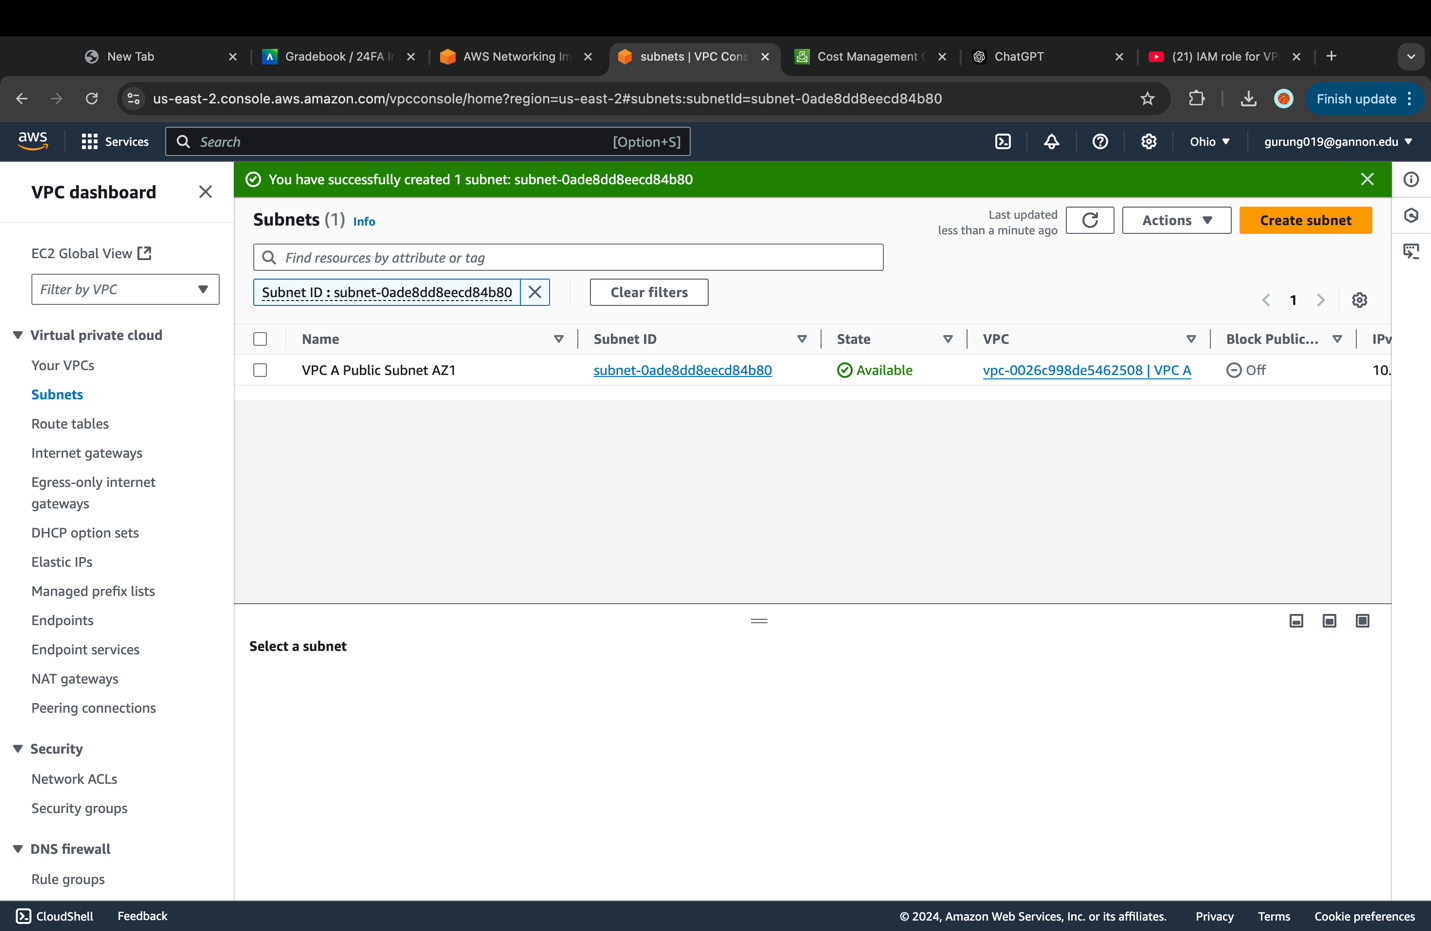 New Tab
Gradebook / 24FA I
AWS Networking Im
subnets | VPC Cons
Cost Management C
ChatGPT
(21) IAM role for VP
us-east-2.console.aws.amazon.com/vpcconsole/home?region=us-east-2#subnets:subnetId=subnet-0ade8dd8eecd84b80
Finish update
aws
Services
Search
[Option+S]
Ohio
gurung019@gannon.edu
VPC dashboard
You have successfully created 1 subnet: subnet-0ade8dd8eecd84b80
EC2 Global View
Filter by VPC
Virtual private cloud
Your VPCs
Subnets
Route tables
Internet gateways
Egress-only internet
gateways
DHCP option sets
Elastic IPs
Managed prefix lists
Endpoints
Endpoint services
NAT gateways
Peering connections
Security
Network ACLs
Security groups
DNS firewall
Rule groups
Subnets (1) Info
Last updated
less than a minute ago
Actions
Create subnet
Find resources by attribute or tag
Subnet ID : subnet-0ade8dd8eecd84b80
Clear filters
1
Name
Subnet ID
State
VPC
Block Public...
IPv
VPC A Public Subnet AZ1
subnet-0ade8dd8eecd84b80
Available
vpc-0026c998de5462508 | VPC A
Off
10.
Select a subnet
CloudShell
Feedback
© 2024, Amazon Web Services, Inc. or its affiliates.
Privacy
Terms
Cookie preferences